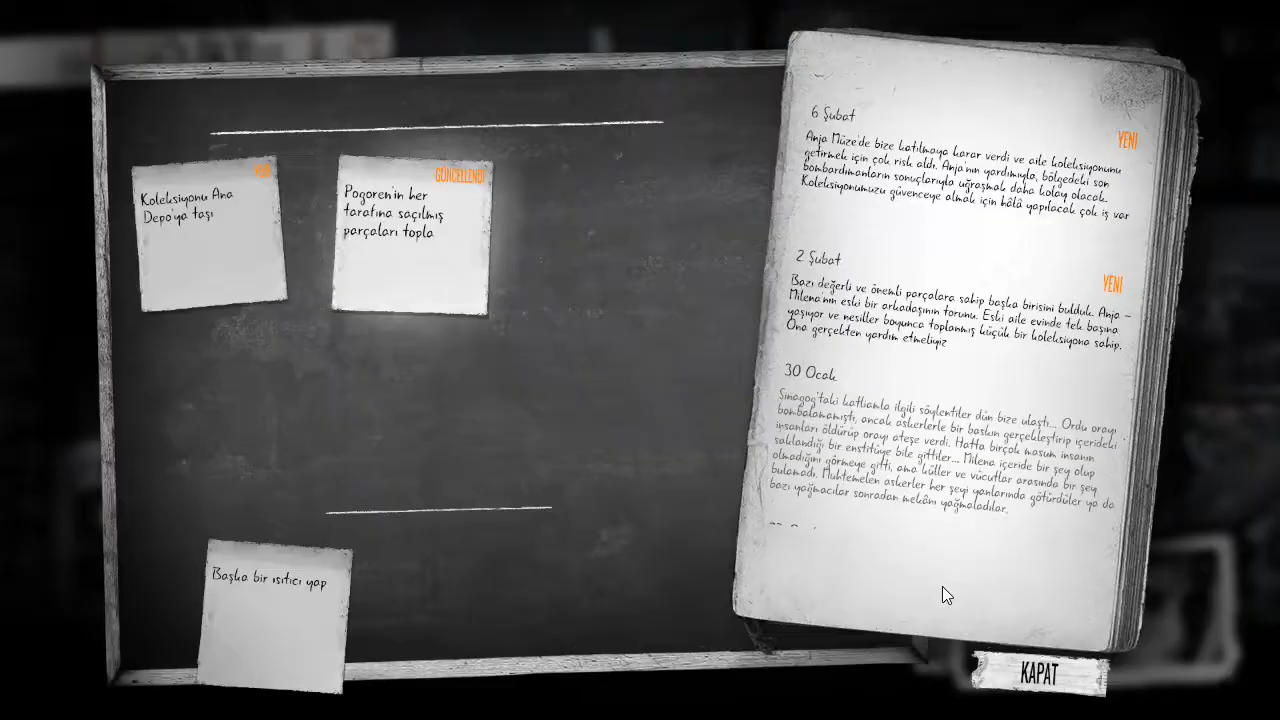 YENİ
Koleksiyonu Ana
Depo'ya taşı
GÜNCELLENDİ
Pogoren'in her
tarafına saçılmış
parçaları topla
Başka bir ısıtıcı yap
6 Şubat
YENİ
Anja Müze'de bize katılmaya karar verdi ve aile koleksiyonunu
getirmek için çok risk aldı. Anja'nın yardımıyla, bölgedeki son
bombardımanların sonuçlarıyla uğraşmak daha kolay olacak.
Koleksiyonumuzu güvenceye almak için hâlâ yapılacak çok iş var
2 Şubat
YENİ
Bazı değerli ve önemli parçalara sahip başka birisini bulduk. Anja –
Milena'nın eski bir arkadaşının torunu. Eski aile evinde tek başına
yaşıyor ve nesiller boyunca toplanmış küçük bir koleksiyona sahip.
Ona gerçekten yardım etmeliyiz
30 Ocak
Sinagog'taki katliamla ilgili söylentiler dün bize ulaştı... Ordu orayı
bombalamamıştı, ancak askerlerle bir baskın gerçekleştirip içerideki
insanları öldürüp orayı ateşe verdi. Hatta birçok masum insanın
saklandığı bir enstitüye bile gittiler... Milena içeride bir şey olup
olmadığını görmeye gitti, ama küller ve vücutlar arasında bir şey
bulamadı. Muhtemelen askerler her şeyi yanlarında götürdüler ya da
bazı yağmacılar sonradan mekânı yağmaladılar.
KAPAT